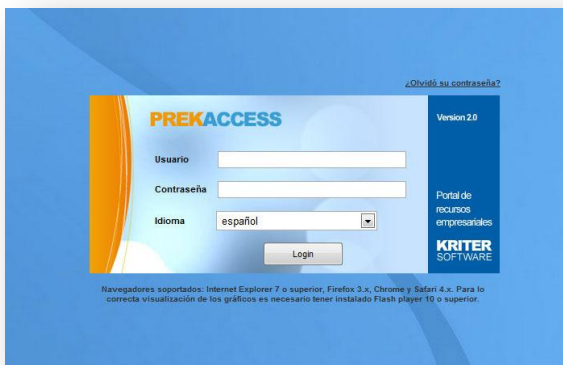 ¿Olvidó su contraseña?
PREKACCESS
Version 2.0
Usuario
Contraseña
Idioma
español
Login
Portal de
recursos
empresariales
KRITER
SOFTWARE
Navegadores soportados: Internet Explorer 7 o superior, Firefox 3.x, Chrome y Safari 4.x. Para lo
correcta visualización de los gráficos es necesario tener instalado Flash player 10 o superior.